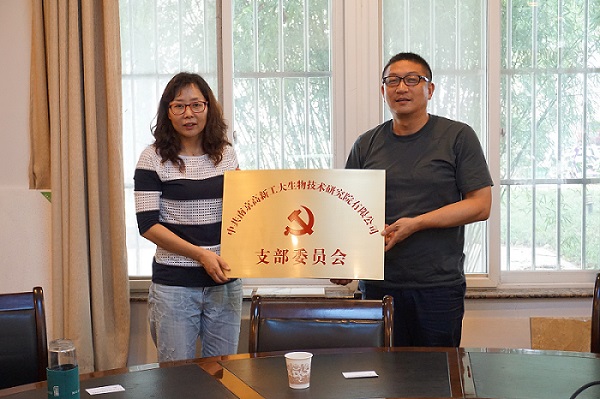 中共南京高新工大生物技术研究院有限公司
支部委员会